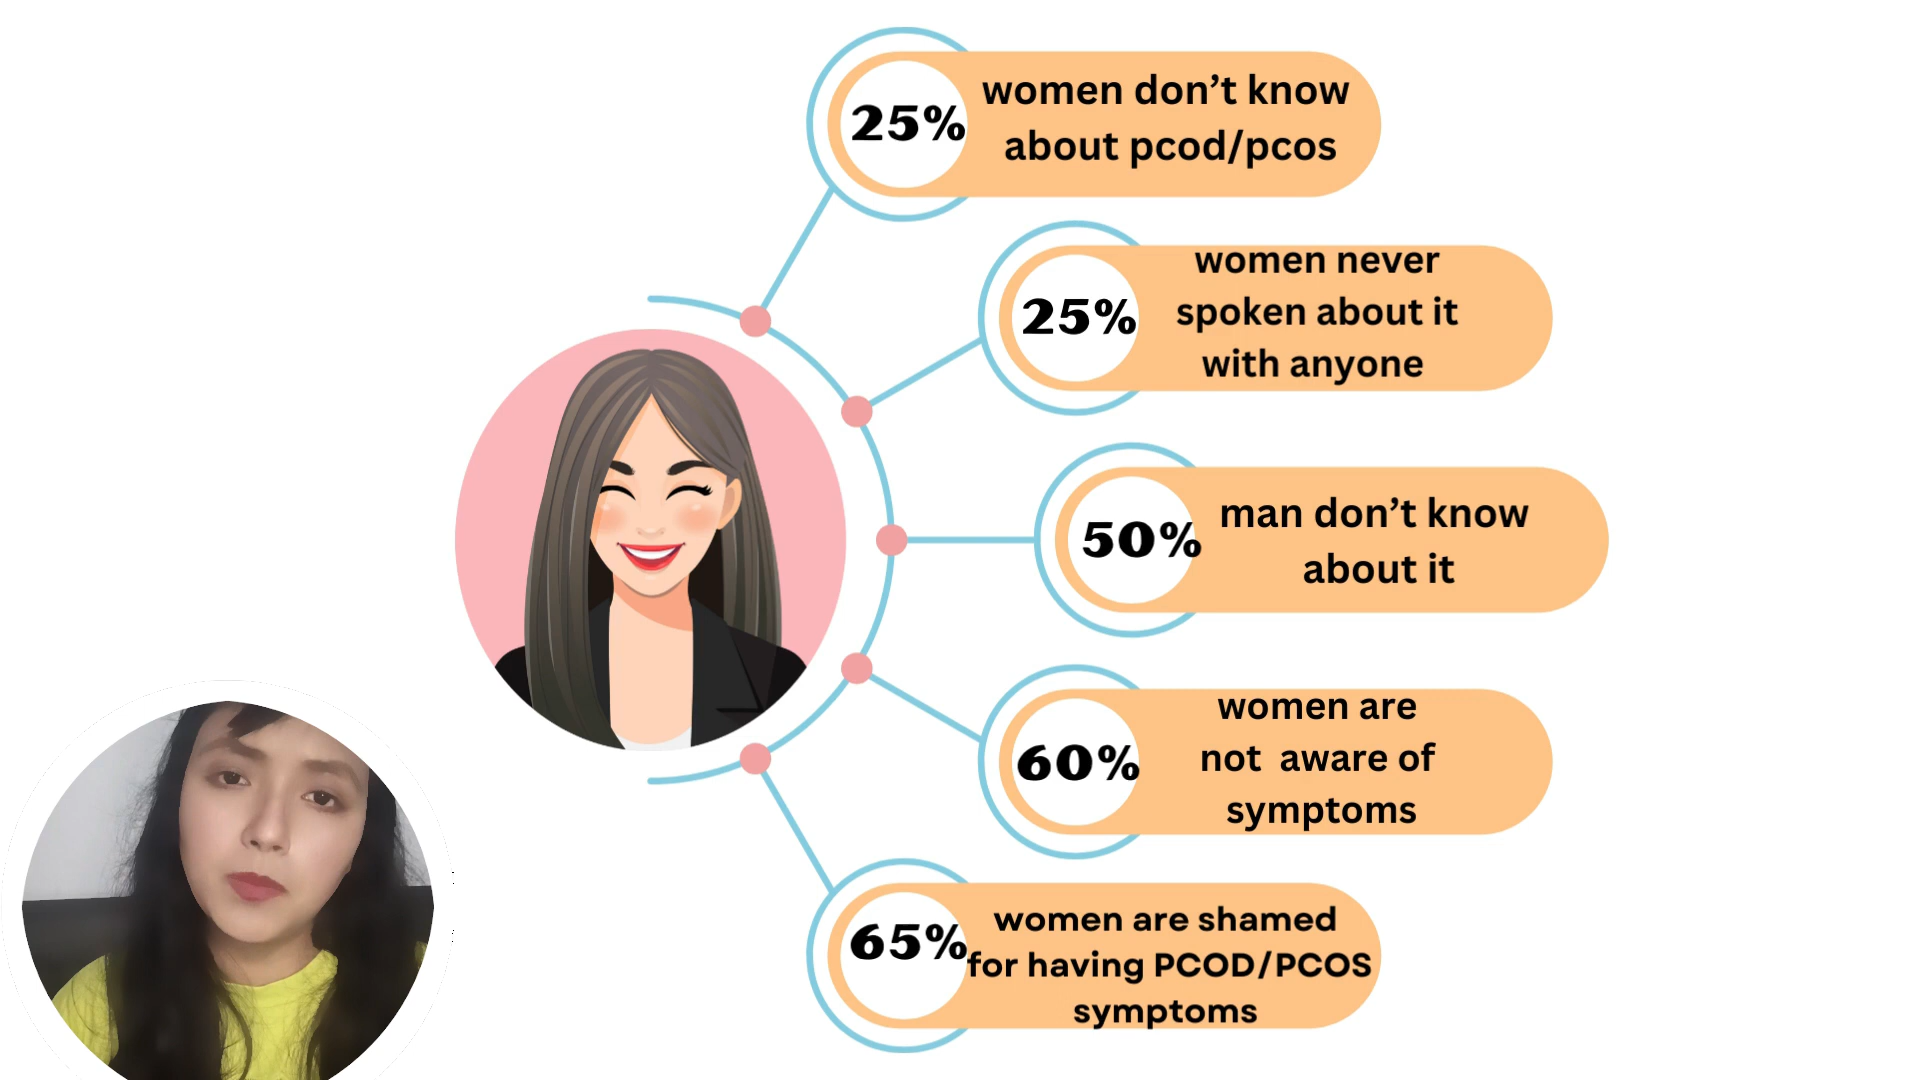 25%
women don’t know
about pcod/pcos
25%
women never
spoken about it
with anyone
50%
man don’t know
about it
60%
women are
not  aware of
symptoms
65%
women are shamed
for having PCOD/PCOS
symptoms